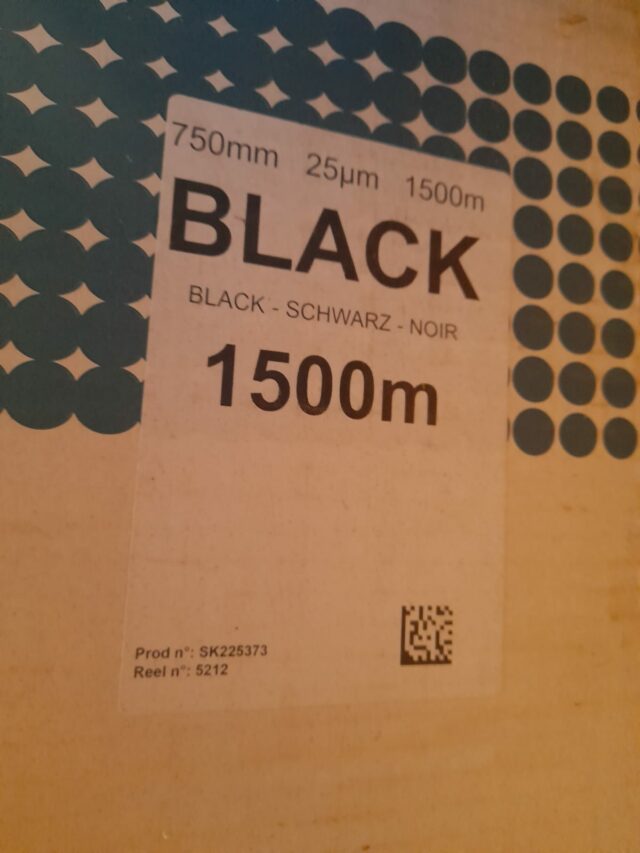 750mm 25µm 1500m
BLACK
BLACK - SCHWARZ - NOIR
1500m
Prod n°: SK225373
Reel n°: 5212